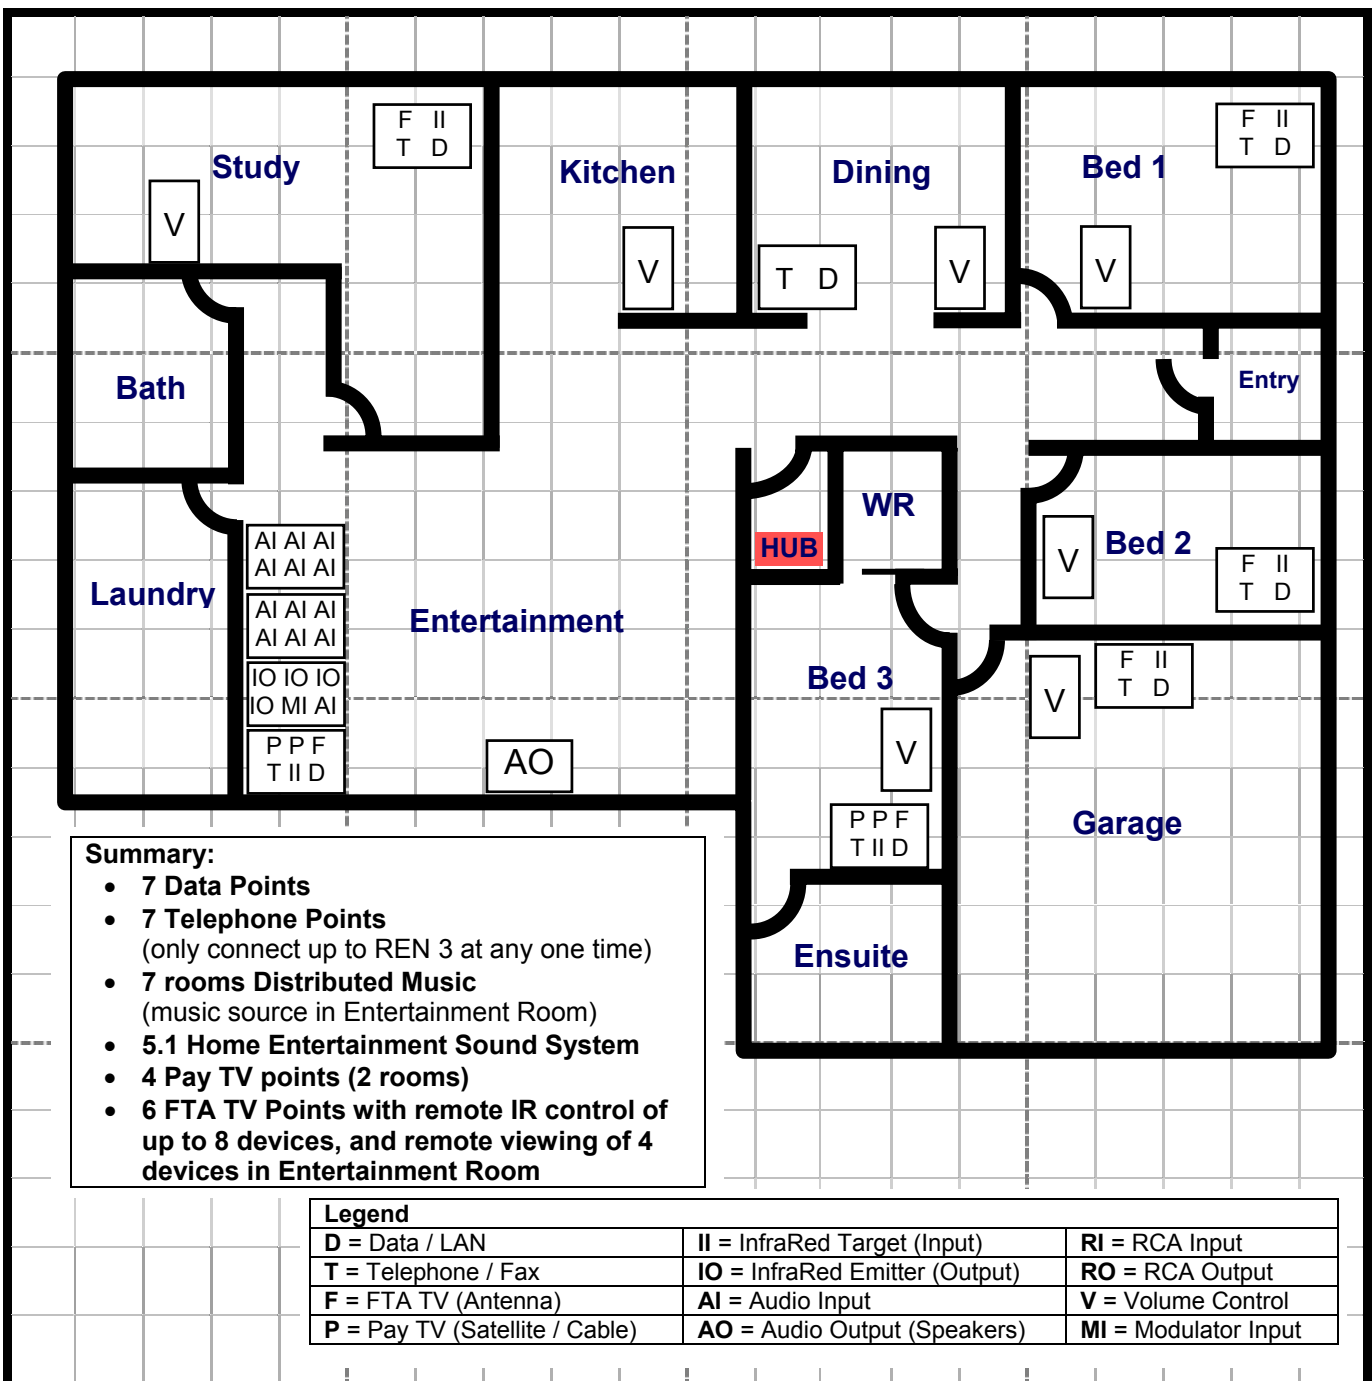 F II
T D
Study
V
Kitchen
V
Dining
T D
V
F II
T D
Bed 1
V
Bath
Entry
WR
HUB
Bed 2
V
F II
T D
Laundry
AI AI AI
AI AI AI
AI AI AI
AI AI AI
IO IO IO
IO MI AI
P P F
T II D
Entertainment
AO
Bed 3
V
P P F
T II D
F II
T D
V
Garage
Ensuite
Summary:
• 7 Data Points
• 7 Telephone Points
(only connect up to REN 3 at any one time)
• 7 rooms Distributed Music
(music source in Entertainment Room)
• 5.1 Home Entertainment Sound System
• 4 Pay TV points (2 rooms)
• 6 FTA TV Points with remote IR control of
up to 8 devices, and remote viewing of 4
devices in Entertainment Room
Legend
D = Data / LAN II = InfraRed Target (Input) RI = RCA Input
T = Telephone / Fax IO = InfraRed Emitter (Output) RO = RCA Output
F = FTA TV (Antenna) AI = Audio Input V = Volume Control
P = Pay TV (Satellite / Cable) AO = Audio Output (Speakers) MI = Modulator Input